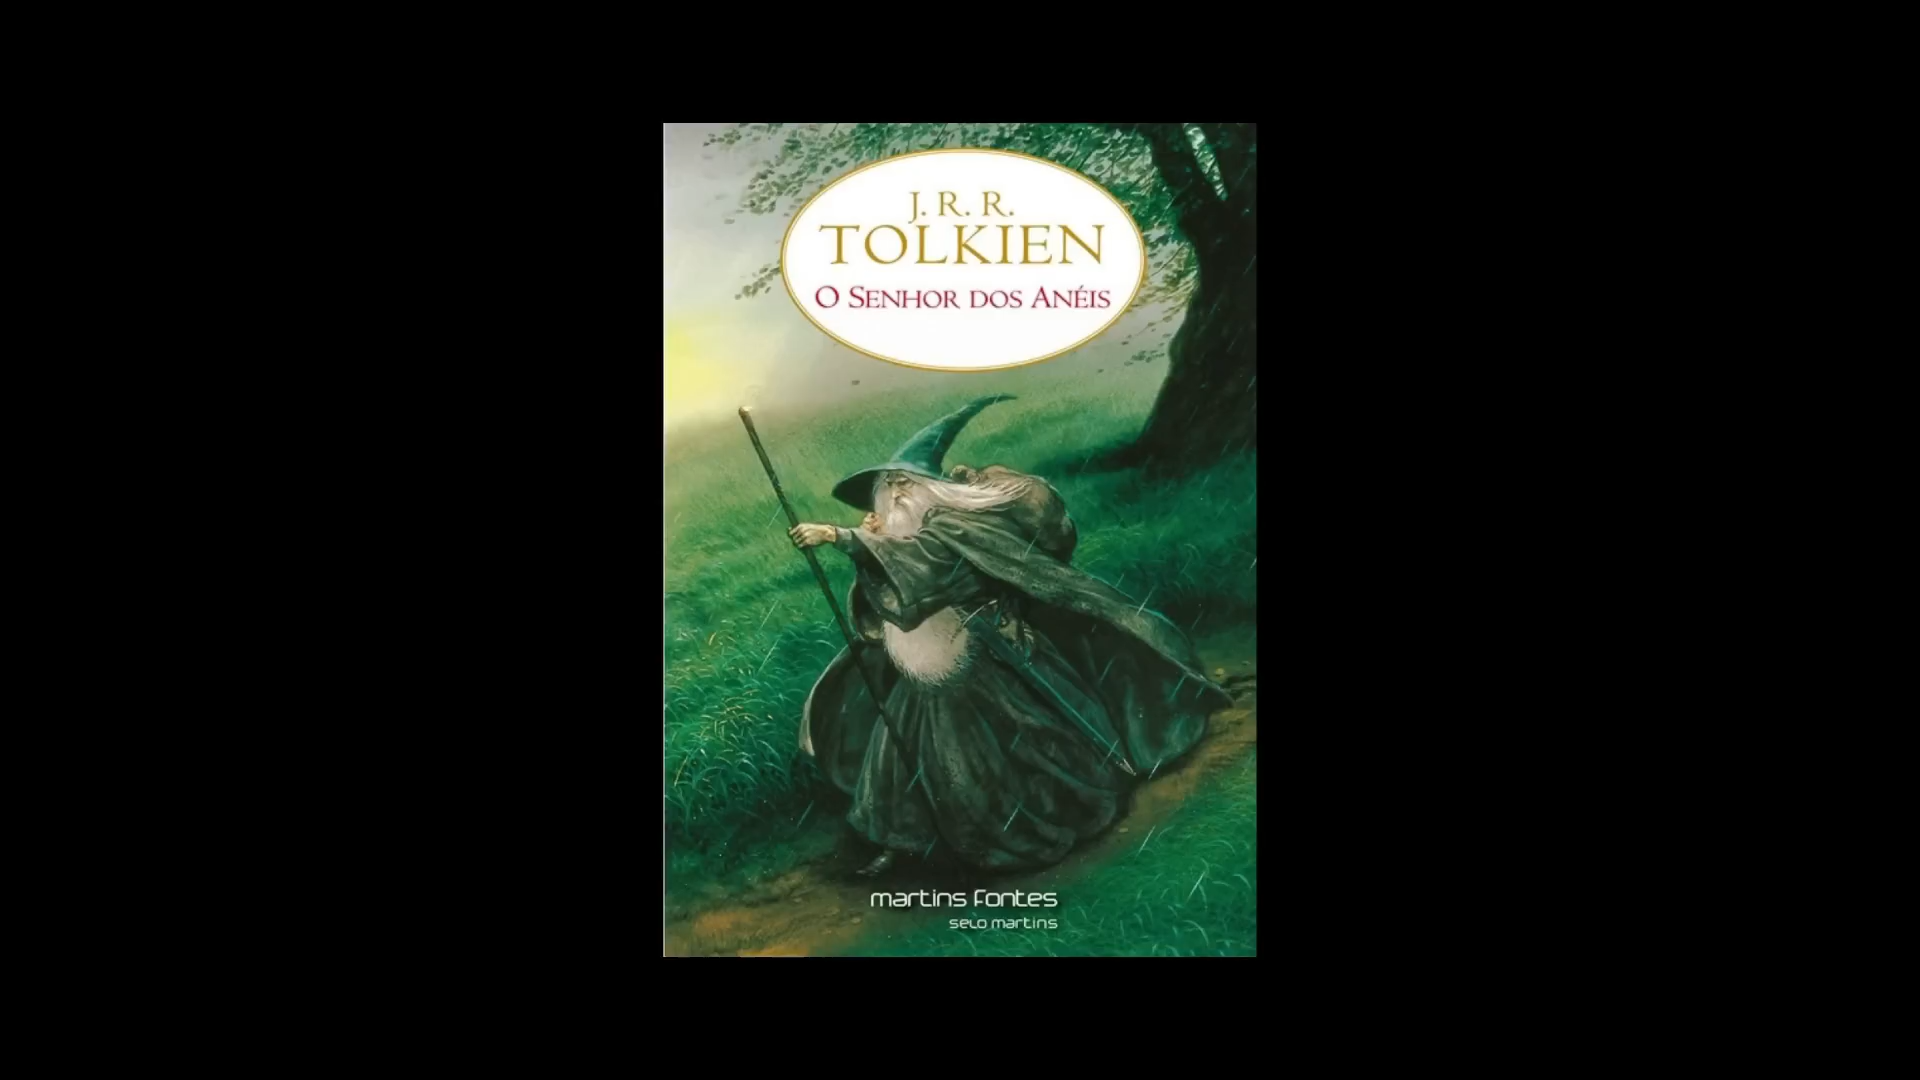 J. R. R.
TOLKIEN
O SENHOR DOS ANÉIS
martins fontes
selo martins